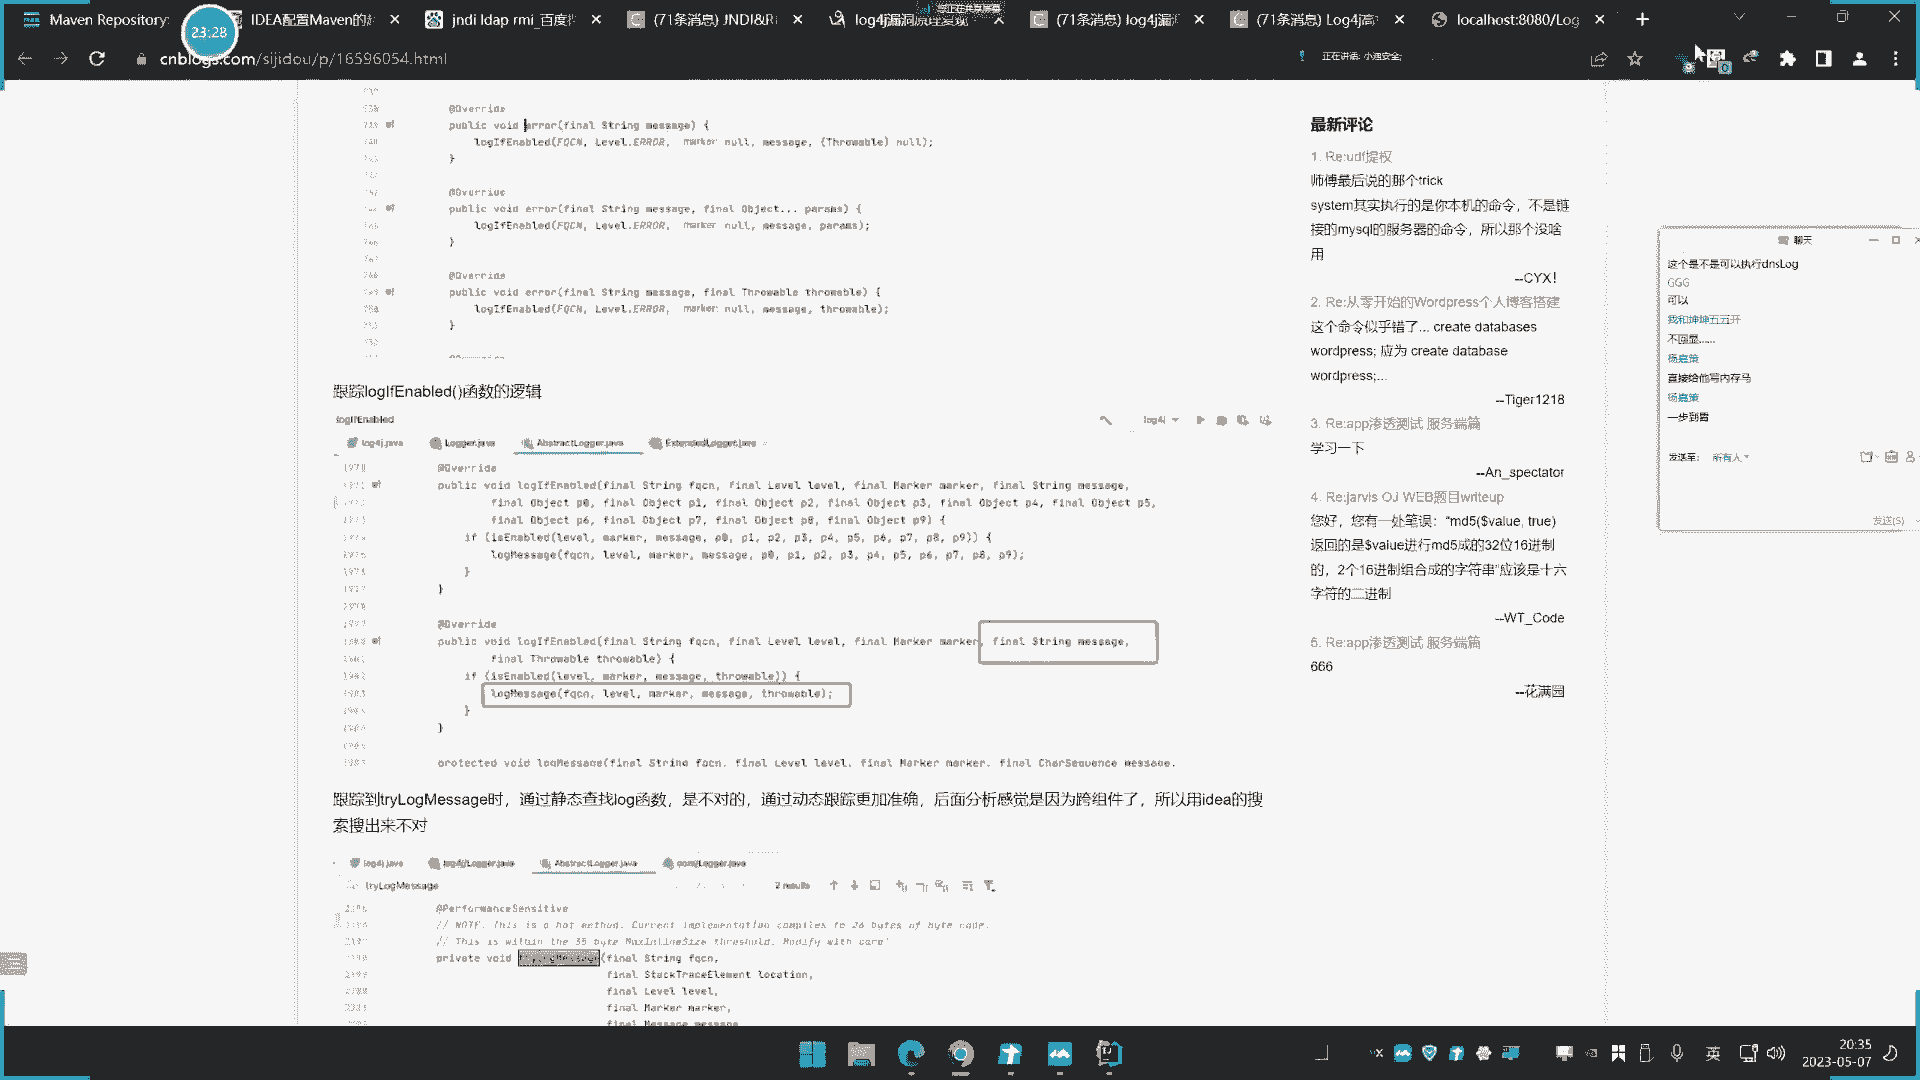 Maven Repository:
IDEA配置Maven的
jndi ldap rmi_百度
(71条消息) JNDI&R
log4j漏洞原理复现
(71条消息) log4j漏
(71条消息) Log4j高
localhost:8080/Log
23:28
cnblogs.com/sijidou/p/16596054.html
正在讲话: 小迪安全;
@Override
public void error(final String message) {
logIfEnabled(FQCN, Level.ERROR, marker null, message, (Throwable) null);
}
@Override
public void error(final String message, final Object... params) {
logIfEnabled(FQCN, Level.ERROR, marker null, message, params);
}
@Override
public void error(final String message, final Throwable throwable) {
logIfEnabled(FQCN, Level.ERROR, marker null, message, throwable);
}
跟踪logIfEnabled()函数的逻辑
logIfEnabled
log4j
log4j.java
Logger.java
AbstractLogger.java
ExtendedLogger.java
@Override
public void logIfEnabled(final String fqcn, final Level level, final Marker marker, final String message,
final Object p0, final Object p1, final Object p2, final Object p3, final Object p4, final Object p5,
final Object p6, final Object p7, final Object p8, final Object p9) {
if (isEnabled(level, marker, message, p0, p1, p2, p3, p4, p5, p6, p7, p8, p9)) {
logMessage(fqcn, level, marker, message, p0, p1, p2, p3, p4, p5, p6, p7, p8, p9);
}
}
@Override
public void logIfEnabled(final String fqcn, final Level level, final Marker marker, final String message,
final Throwable throwable) {
if (isEnabled(level, marker, message, throwable)) {
logMessage(fqcn, level, marker, message, throwable);
}
}
protected void logMessage(final String fqcn, final Level level, final Marker marker, final CharSequence message,
跟踪到tryLogMessage时，通过静态查找log函数，是不对的，通过动态跟踪更加准确，后面分析感觉是因为跨组件了，所以用idea的搜
索搜出来不对
log4j.java
AbstractLogger.java
tryLogMessage
2 results
@PerformanceSensitive
// NOTE: This is a hot method. Current implementation compiles to 26 bytes of byte code.
// This is within the 35 byte MaxInlineSize threshold. Modify with care!
private void tryLogMessage(final String fqcn,
final StackTraceElement location,
final Level level,
final Marker marker,
final Message message
最新评论
1. Re:udf提权
师傅最后说的那个trick
system其实执行的是你本机的命令，不是链
接的mysql的服务器的命令，所以那个没啥
用
--CYX！
2. Re:从零开始的Wordpress个人博客搭建
这个命令似乎错了... create databases
wordpress; 应为 create database
wordpress;...
--Tiger1218
3. Re:app渗透测试 服务端篇
学习一下
--An_spectator
4. Re:jarvis OJ WEB题目writeup
您好，您有一处笔误："md5($value, true)
返回的是$value进行md5成的32位16进制
的，2个16进制组合成的字符串"应该是十六
字符的二进制
--WT_Code
5. Re:app渗透测试 服务端篇
666
--花满园
聊天
这个是不是可以执行dnsLog
GGG
可以
我和坤坤五五开
不回显......
杨嘉策
直接给他写内存马
杨嘉策
一步到胃
发送至: 所有人
发送(S)
英
20:35
2023-05-07